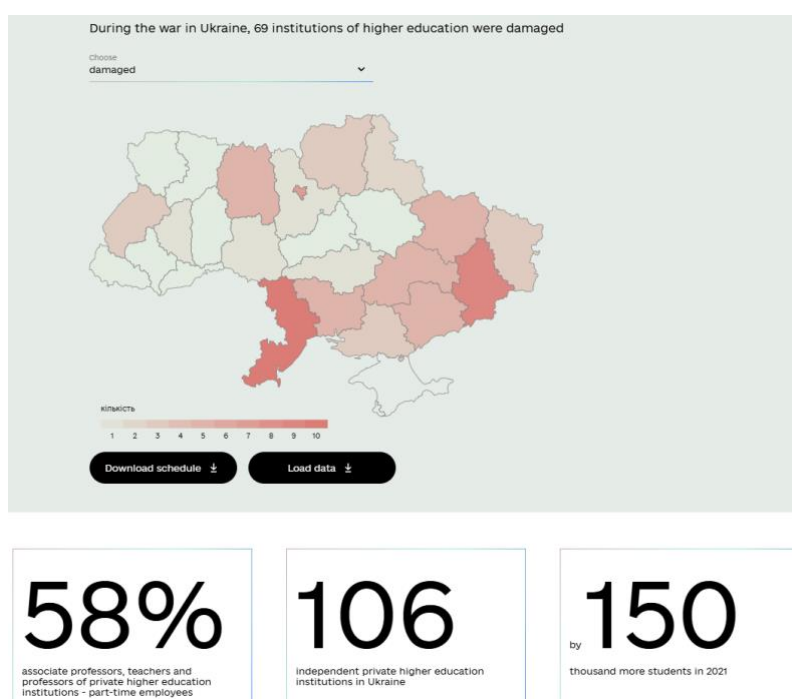 During the war in Ukraine, 69 institutions of higher education were damaged
Choose
damaged
КІЛЬКІСТЬ
1 2 3 4 5 6 7 8 9 10
Download schedule
Load data
58%
associate professors, teachers and
professors of private higher education
institutions - part-time employees
106
independent private higher education
institutions in Ukraine
by 150
thousand more students in 2021